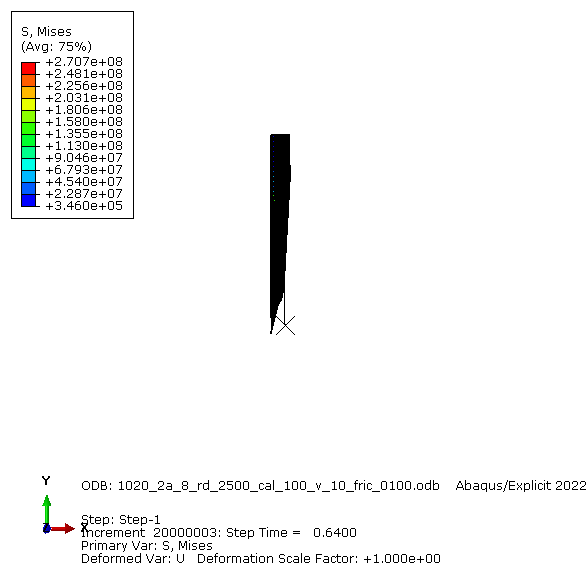 S, Mises
(Avg: 75%)
+2.707e+08
+2.481e+08
+2.256e+08
+2.031e+08
+1.806e+08
+1.580e+08
+1.355e+08
+1.130e+08
+9.046e+07
+6.793e+07
+4.540e+07
+2.287e+07
+3.460e+05
Y
Z X
ODB: 1020_2a_8_rd_2500_cal_100_v_10_fric_0100.odb Abaqus/Explicit 2022
Step: Step-1
Increment 20000003: Step Time = 0.6400
Primary Var: S, Mises
Deformed Var: U Deformation Scale Factor: +1.000e+00